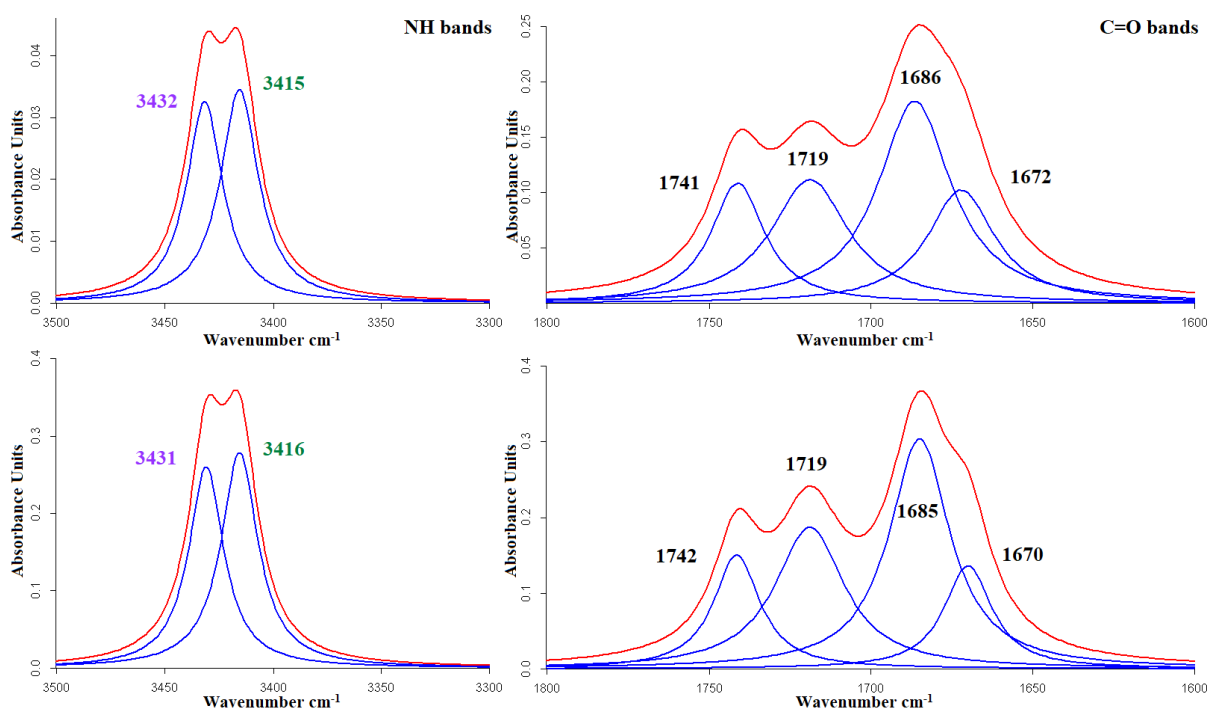 NH bands
Absorbance Units
0.00 0.01 0.02 0.03 0.04
3432
3415
3500 3450 3400 3350 3300
Wavenumber cm-1
C=O bands
Absorbance Units
0.05 0.10 0.15 0.20 0.25
1741
1719
1686
1672
1800 1750 1700 1650 1600
Wavenumber cm-1
Absorbance Units
0.0 0.1 0.2 0.3 0.4
3431
3416
3500 3450 3400 3350 3300
Wavenumber cm-1
Absorbance Units
0.0 0.1 0.2 0.3 0.4
1742
1719
1685
1670
1800 1750 1700 1650 1600
Wavenumber cm-1